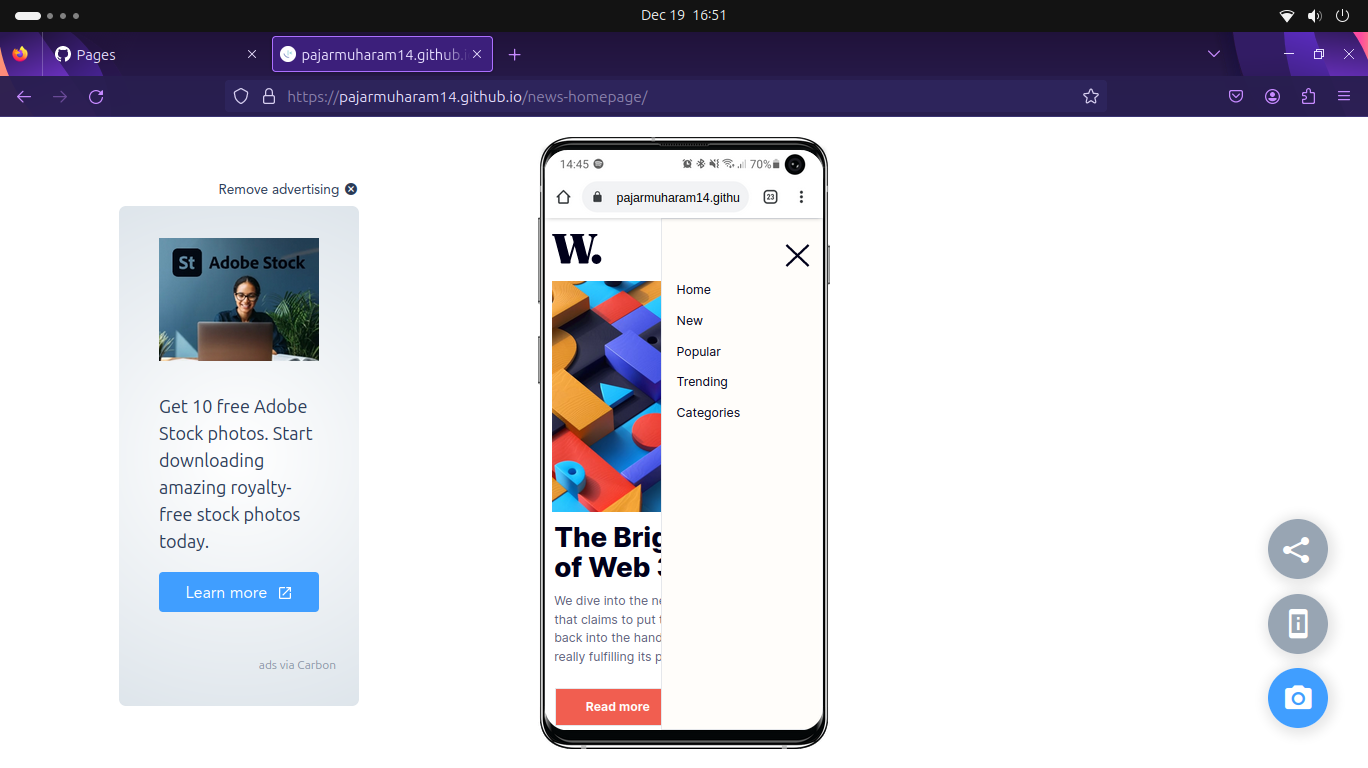 Dec 19 16:51
Pages
pajarmuharam14.github.i
https://pajarmuharam14.github.io/news-homepage/
Remove advertising
St Adobe Stock
Get 10 free Adobe
Stock photos. Start
downloading
amazing royalty-
free stock photos
today.
Learn more
ads via Carbon
14:45
70%
pajarmuharam14.githu
23
W.
Home
New
Popular
Trending
Categories
The Brig
of Web 3
We dive into the ne
that claims to put t
back into the hand
really fulfilling its p
Read more